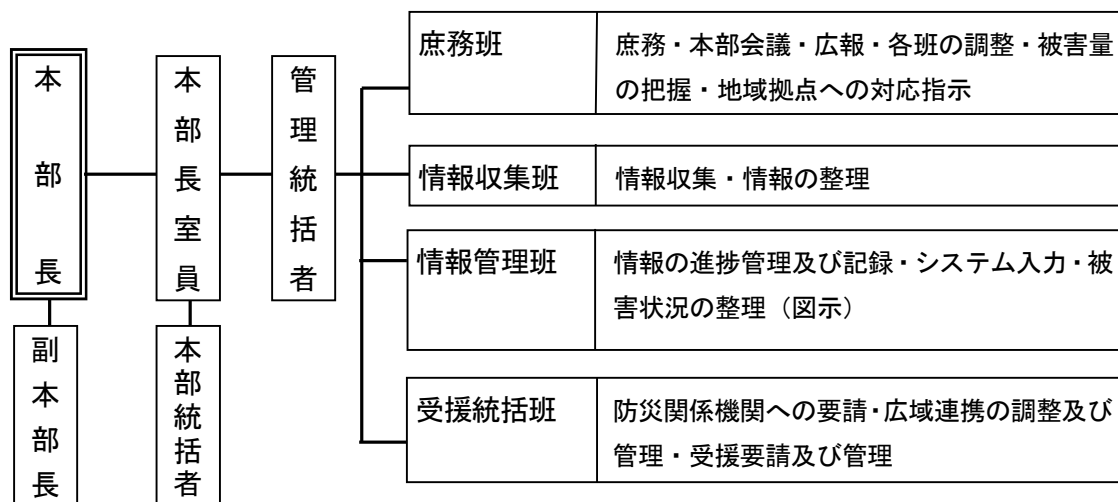 本部長
副本部長
本部長室員
本部統括者
管理統括者
庶務班
庶務・本部会議・広報・各班の調整・被害量
の把握・地域拠点への対応指示
情報収集班
情報収集・情報の整理
情報管理班
情報の進捗管理及び記録・システム入力・被
害状況の整理（図示）
受援統括班
防災関係機関への要請・広域連携の調整及び
管理・受援要請及び管理